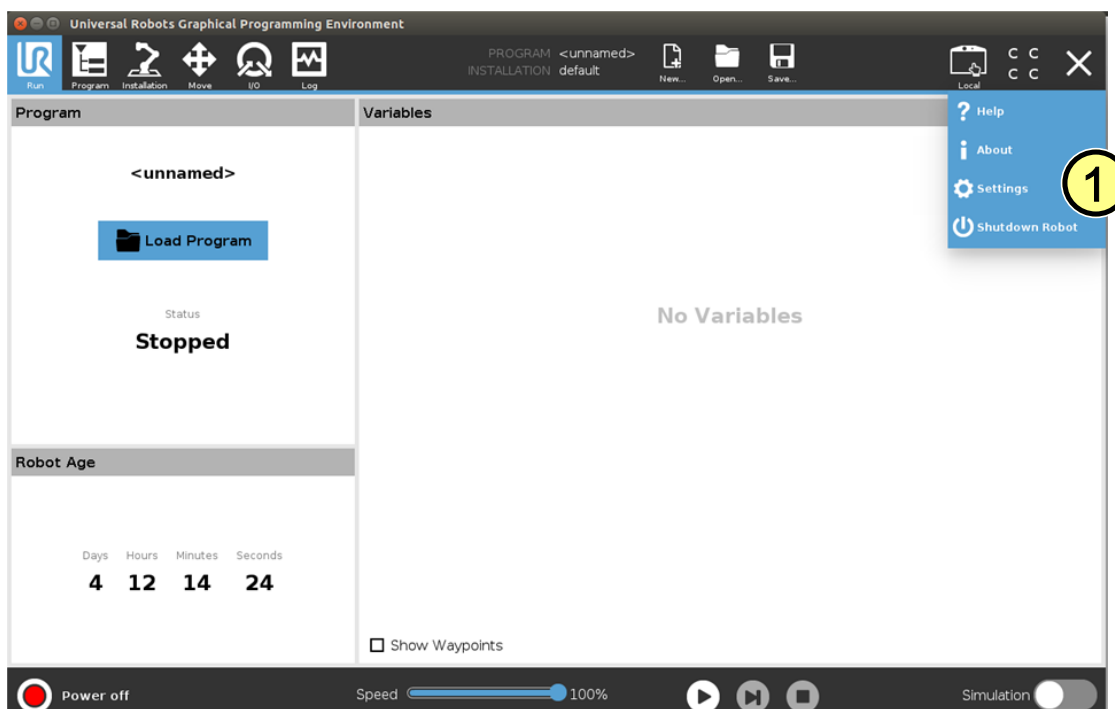 Universal Robots Graphical Programming Environment
UR
PROGRAM <unnamed>
INSTALLATION default
C C
C C
Run Program Installation Move I/O Log
New... Open... Save...
Local
Program
Variables
? Help
i About
Settings
1
Shutdown Robot
<unnamed>
Load Program
Status
Stopped
No Variables
Robot Age
Days Hours Minutes Seconds
4 12 14 24
Show Waypoints
Power off
Speed 100%
Simulation